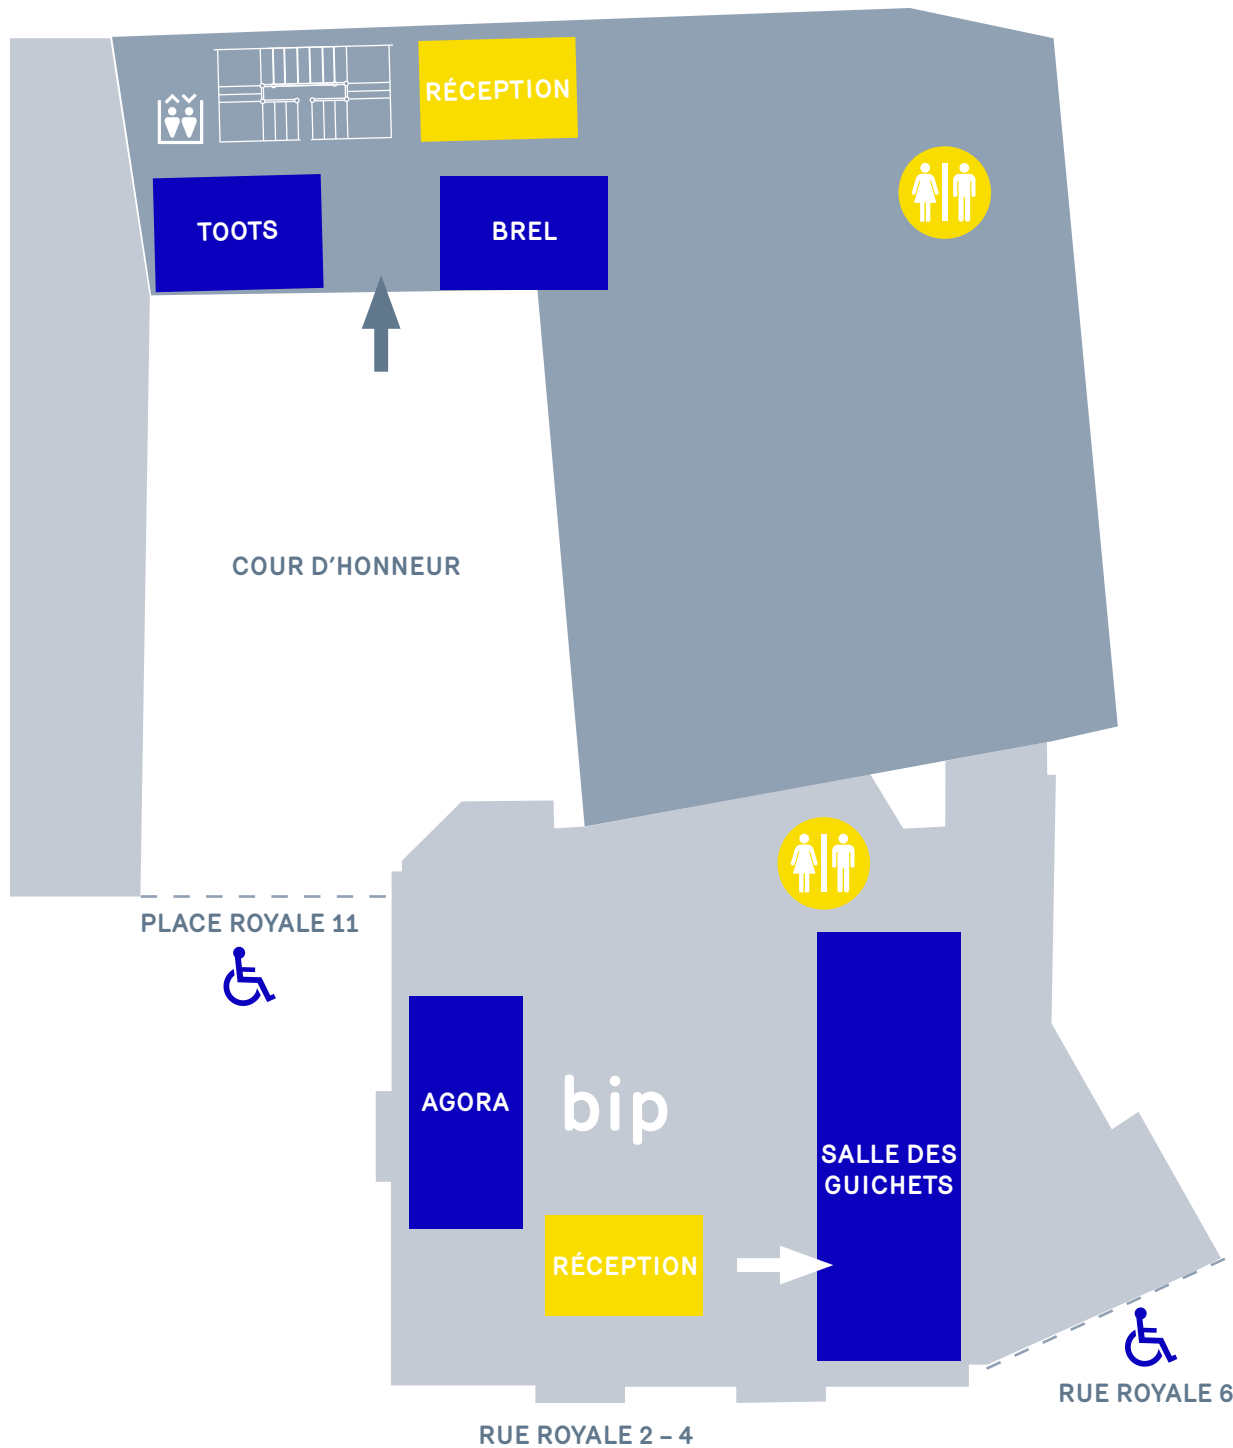 RÉCEPTION
TOOTS
BREL
COUR D’HONNEUR
PLACE ROYALE 11
AGORA
bip
SALLE DES
GUICHETS
RÉCEPTION
RUE ROYALE 6
RUE ROYALE 2 – 4